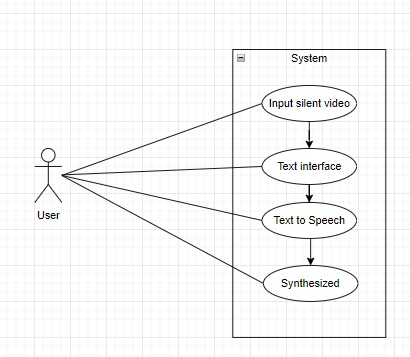 System
Input silent video
Text interface
Text to Speech
Synthesized
User